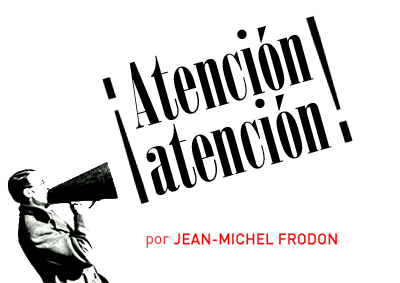 ¡Atención
atención!
por JEAN-MICHEL FRODON